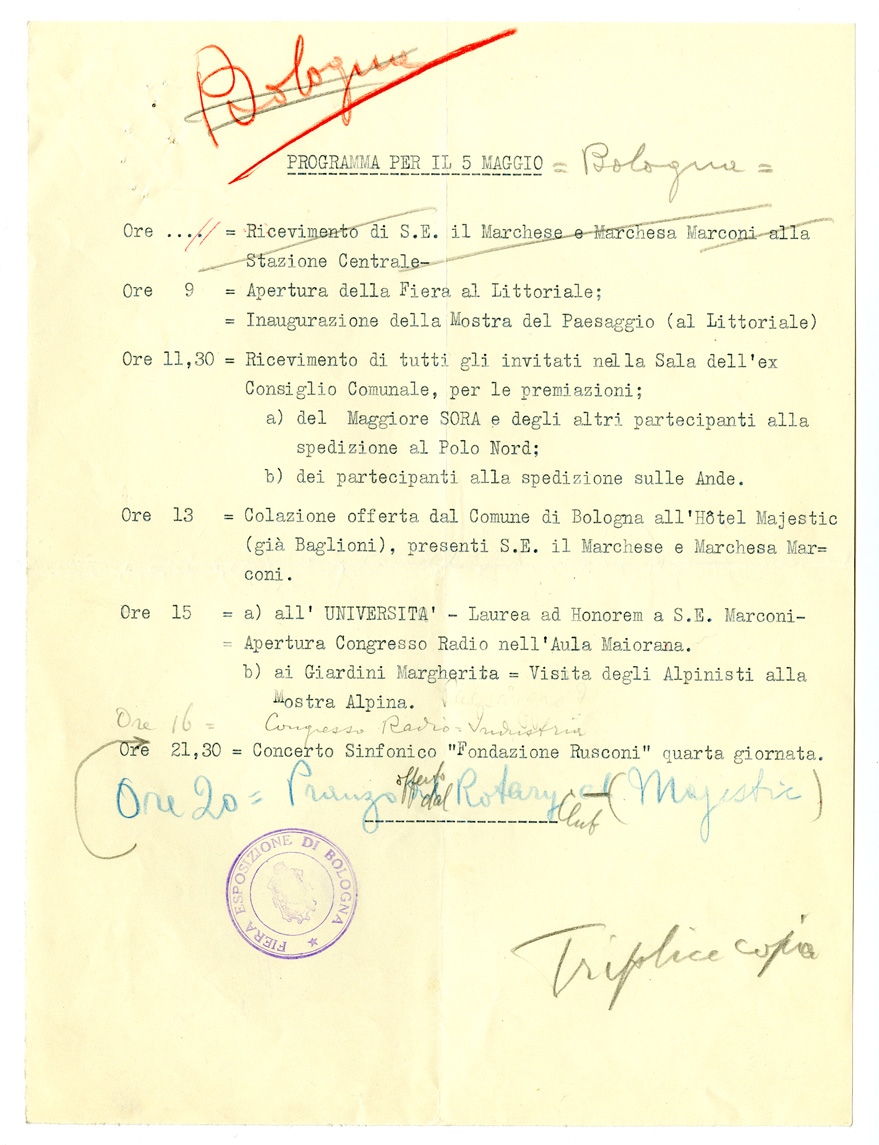 Bologna
PROGRAMMA PER IL 5 MAGGIO = Bologna =
Ore .... = Ricevimento di S.E. il Marchese e Marchesa Marconi alla
Stazione Centrale-
Ore 9 = Apertura della Fiera al Littoriale;
= Inaugurazione della Mostra del Paesaggio (al Littoriale)
Ore 11,30 = Ricevimento di tutti gli invitati nella Sala dell'ex
Consiglio Comunale, per le premiazioni;
a) del Maggiore SORA e degli altri partecipanti alla
spedizione al Polo Nord;
b) dei partecipanti alla spedizione sulle Ande.
Ore 13 = Colazione offerta dal Comune di Bologna all'Hôtel Majestic
(già Baglioni), presenti S.E. il Marchese e Marchesa Mar=
coni.
Ore 15 = a) all' UNIVERSITA' - Laurea ad Honorem a S.E. Marconi-
= Apertura Congresso Radio nell'Aula Maiorana.
b) ai Giardini Margherita = Visita degli Alpinisti alla
Mostra Alpina.
Ore 16 = Congresso Radio=Industria
Ore 21,30 = Concerto Sinfonico "Fondazione Rusconi" quarta giornata.
offerto
Ore 20 = Pranzo dal Rotary al (Majestic)
Club
FIERA ESPOSIZIONE DI BOLOGNA
Triplice copia